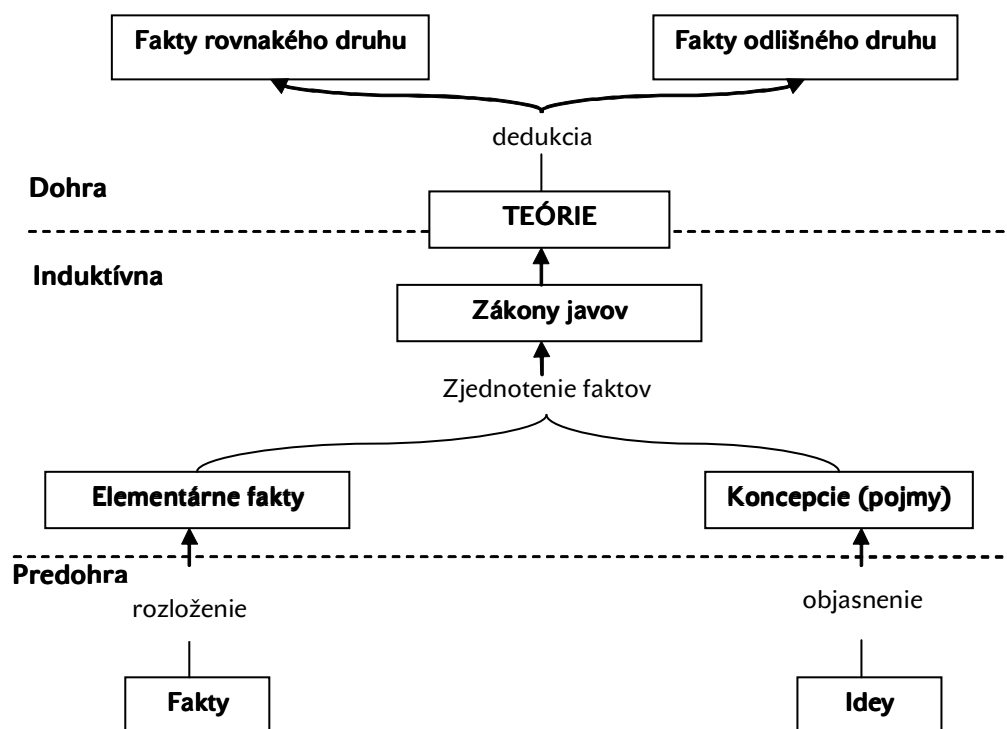 Fakty rovnakého druhu
Fakty odlišného druhu
dedukcia
Dohra
TEÓRIE
Induktívna
Zákony javov
Zjednotenie faktov
Elementárne fakty
Koncepcie (pojmy)
Predohra
rozloženie
objasnenie
Fakty
Idey